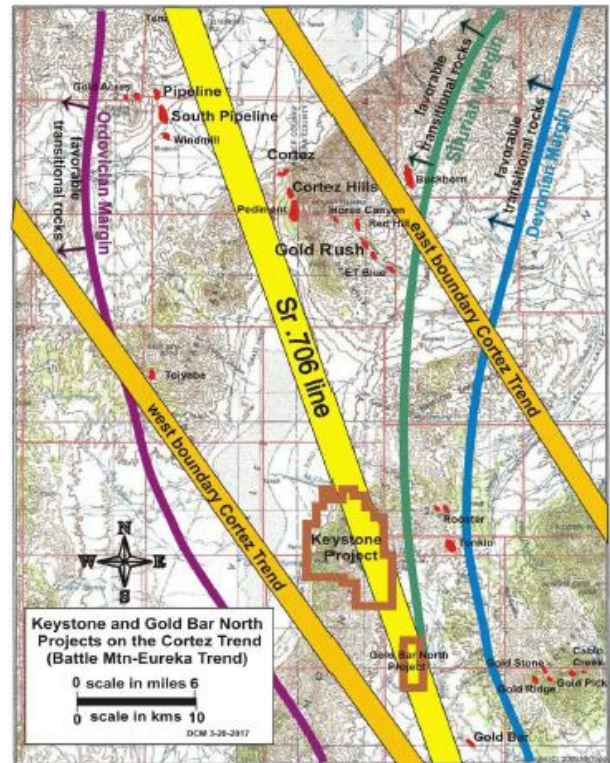 Gold Acres
Pipeline
South Pipeline
Windmill
Cortez
Cortez Hills
Pediment
Horse Canyon
Red Hill
Gold Rush
ET Blue
Buckhorn
Ordovician Margin
favorable
transitional rocks
Silurian Margin
favorable
transitional rocks
Devonian Margin
favorable
transitional rocks
east boundary Cortez Trend
Sr .706 line
Toiyabe
west boundary Cortez Trend
N
W E
S
Keystone
Project
Rooster
Tonkin
Gold Bar North
Project
Gold Stone
Cabin
Creek
Gold Ridge
Gold Pick
Gold Bar
Keystone and Gold Bar North
Projects on the Cortez Trend
(Battle Mtn-Eureka Trend)
0 scale in miles 6
0 scale in kms 10
DCM 3-20-2017